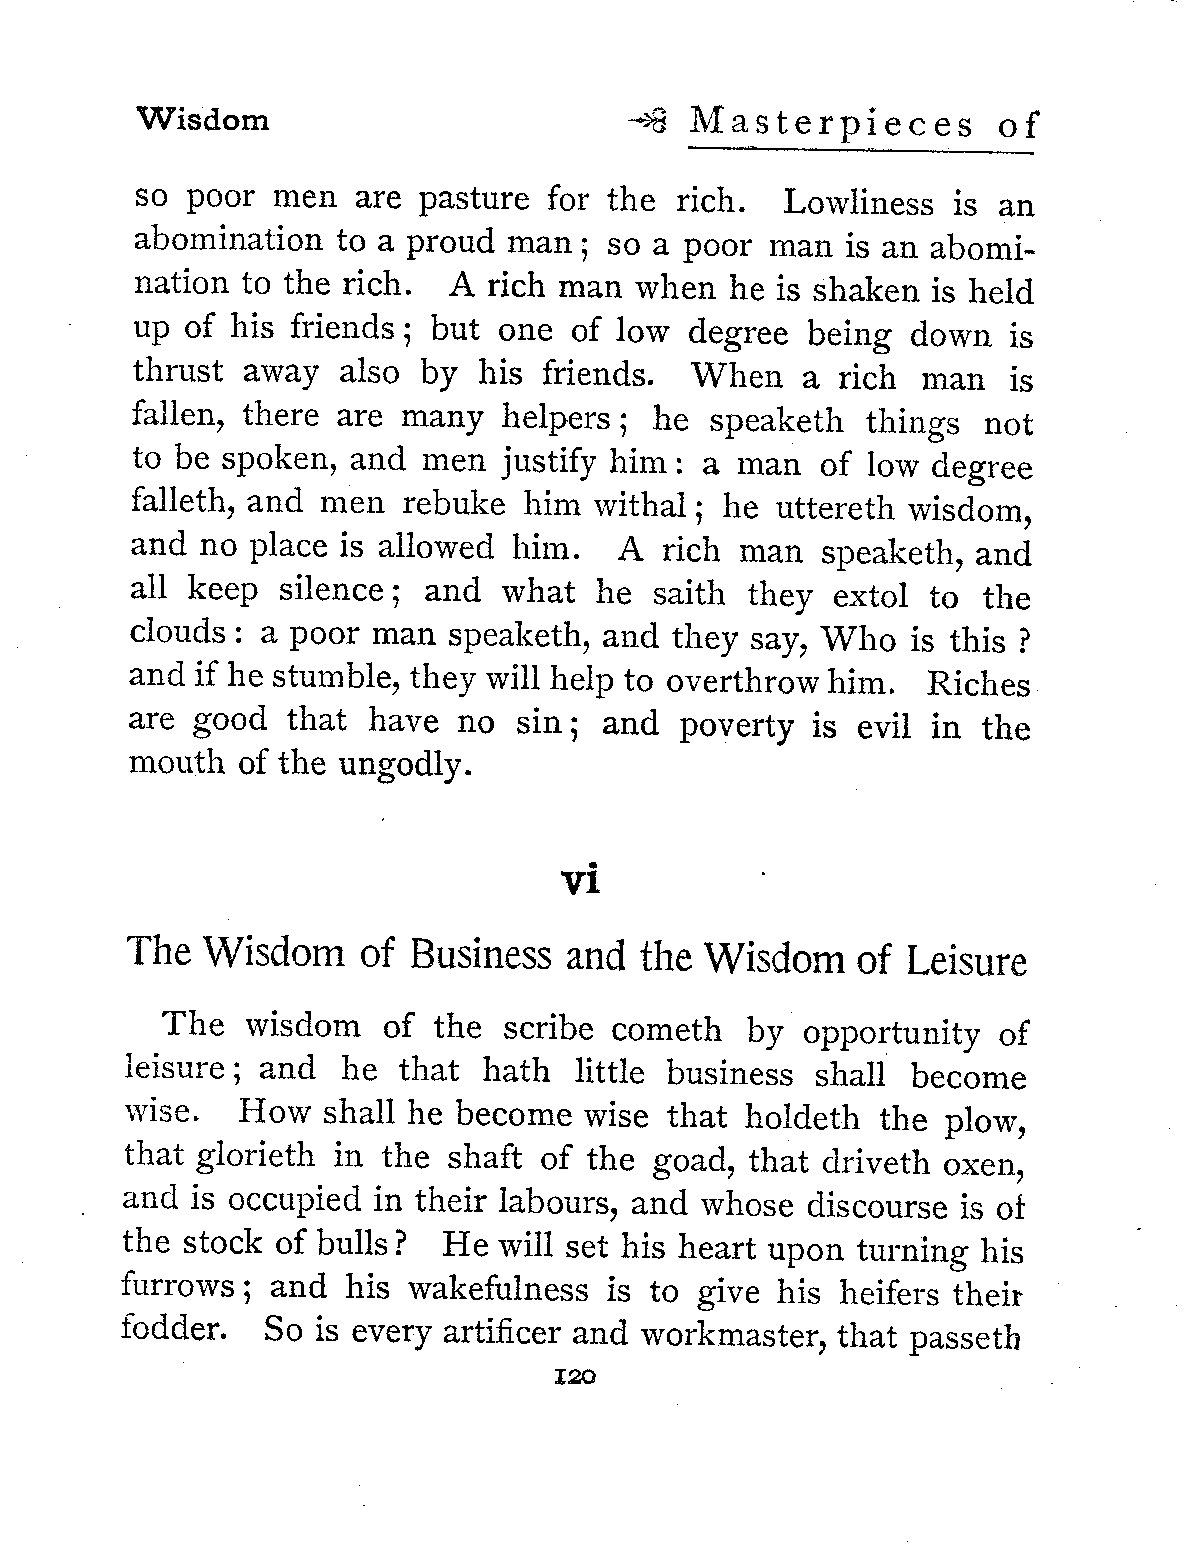 Wisdom Masterpieces of
so poor men are pasture for the rich. Lowliness is an
abomination to a proud man; so a poor man is an abomi-
nation to the rich. A rich man when he is shaken is held
up of his friends; but one of low degree being down is
thrust away also by his friends. When a rich man is
fallen, there are many helpers; he speaketh things not
to be spoken, and men justify him: a man of low degree
falleth, and men rebuke him withal; he uttereth wisdom,
and no place is allowed him. A rich man speaketh, and
all keep silence; and what he saith they extol to the
clouds: a poor man speaketh, and they say, Who is this?
and if he stumble, they will help to overthrow him. Riches
are good that have no sin; and poverty is evil in the
mouth of the ungodly.
vi
The Wisdom of Business and the Wisdom of Leisure
The wisdom of the scribe cometh by opportunity of
leisure; and he that hath little business shall become
wise. How shall he become wise that holdeth the plow,
that glorieth in the shaft of the goad, that driveth oxen,
and is occupied in their labours, and whose discourse is of
the stock of bulls? He will set his heart upon turning his
furrows; and his wakefulness is to give his heifers their
fodder. So is every artificer and workmaster, that passeth
120